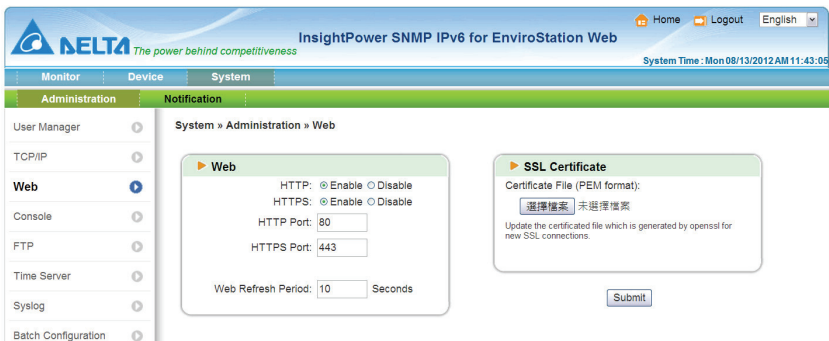 Home Logout English
DELTA The power behind competitiveness
InsightPower SNMP IPv6 for EnviroStation Web
System Time : Mon 08/13/2012 AM 11:43:05
Monitor Device System
Administration Notification
User Manager
TCP/IP
Web
Console
FTP
Time Server
Syslog
Batch Configuration
System » Administration » Web
Web
HTTP: Enable Disable
HTTPS: Enable Disable
HTTP Port: 80
HTTPS Port: 443
Web Refresh Period: 10 Seconds
SSL Certificate
Certificate File (PEM format):
選擇檔案 未選擇檔案
Update the certificated file which is generated by openssl for
new SSL connections.
Submit